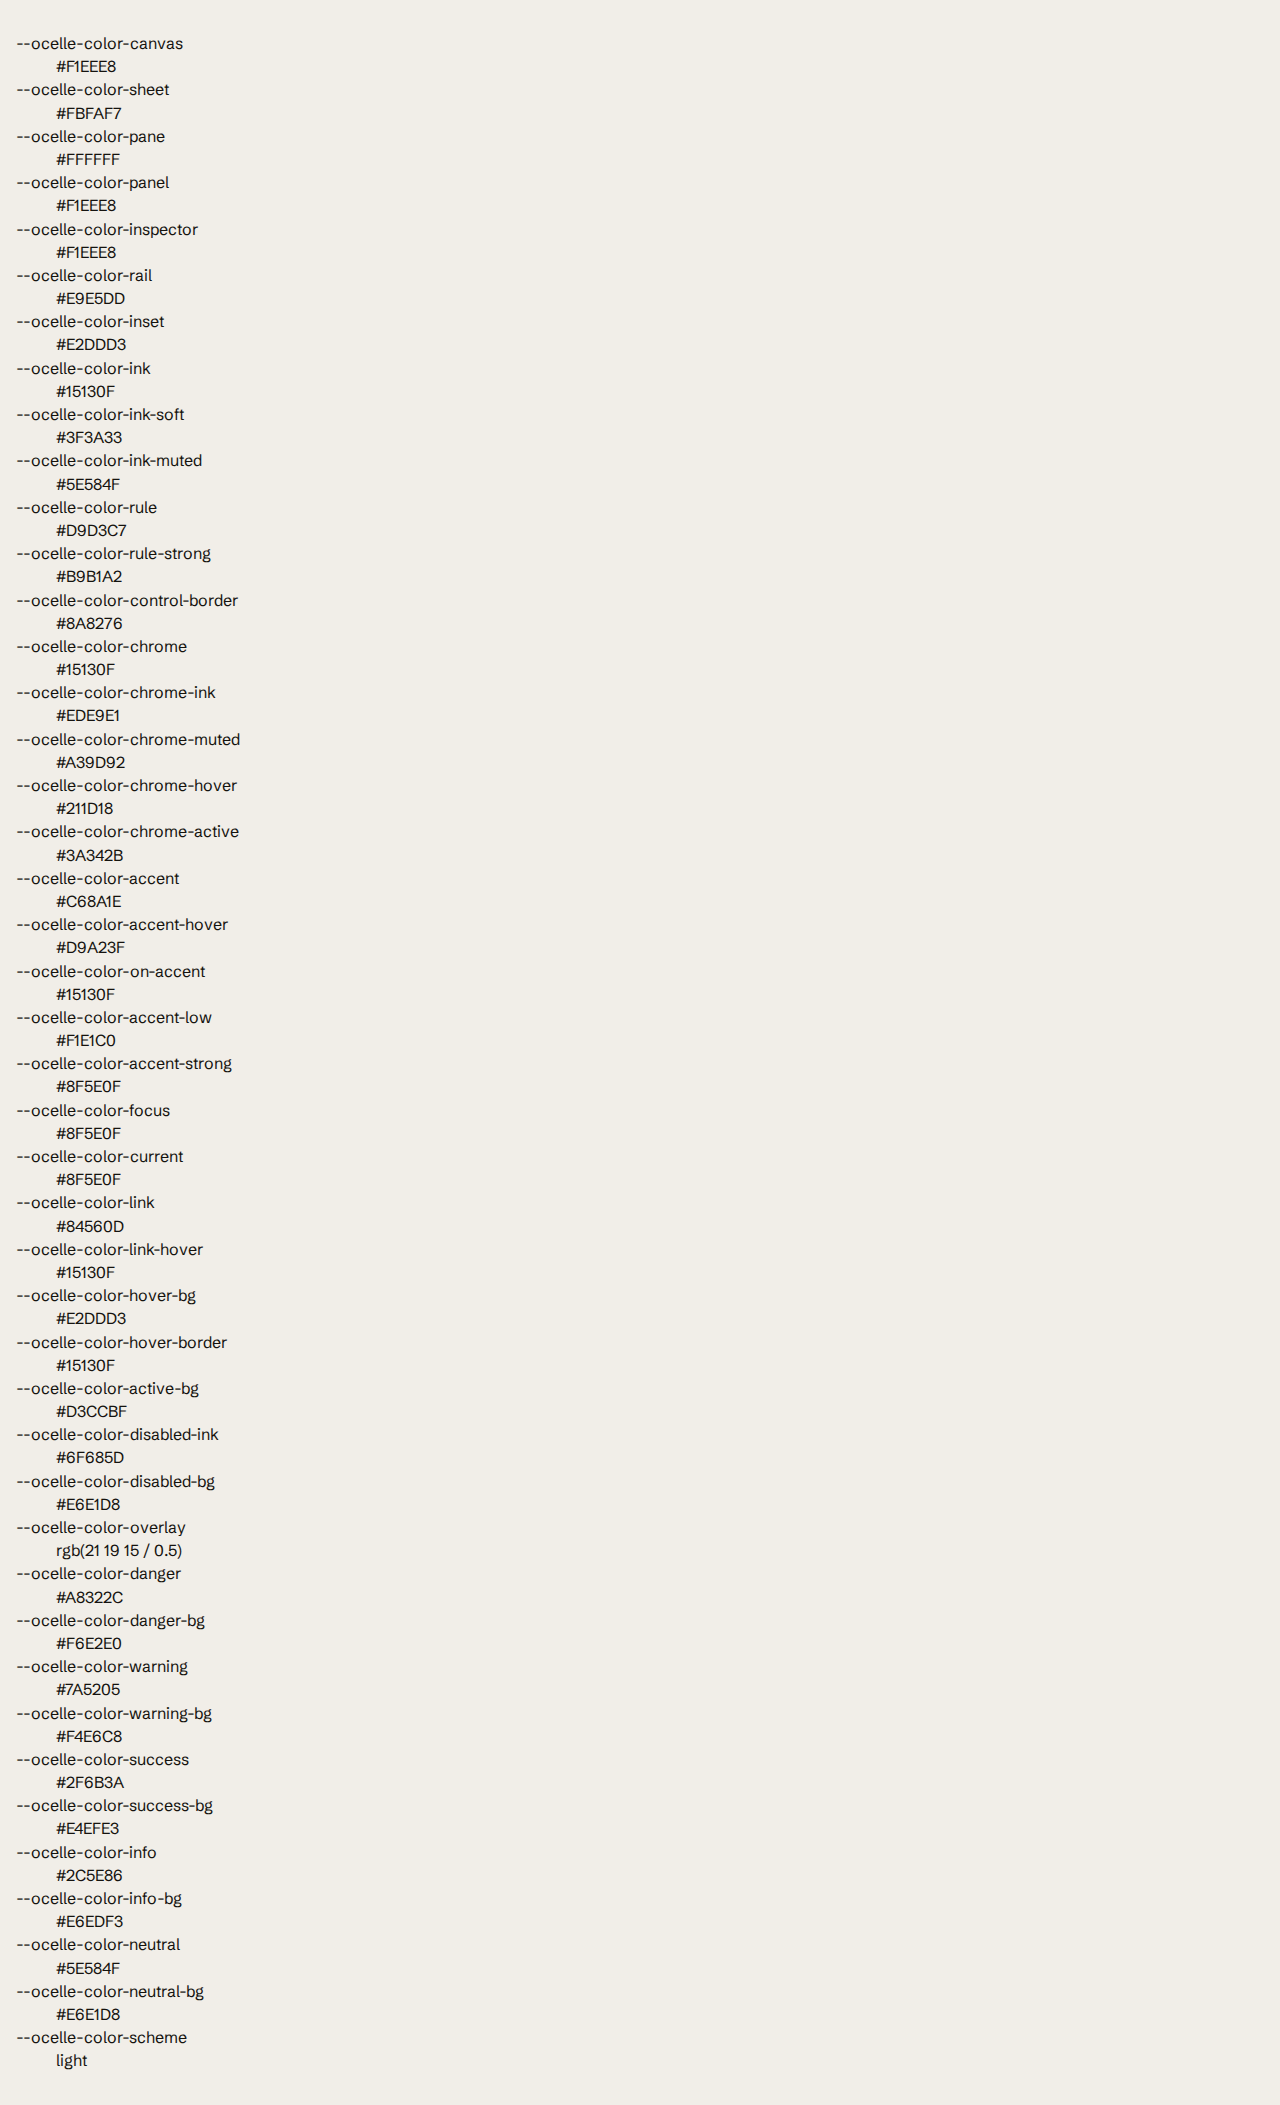 --ocelle-color-canvas
#F1EEE8
--ocelle-color-sheet
#FBFAF7
--ocelle-color-pane
#FFFFFF
--ocelle-color-panel
#F1EEE8
--ocelle-color-inspector
#F1EEE8
--ocelle-color-rail
#E9E5DD
--ocelle-color-inset
#E2DDD3
--ocelle-color-ink
#15130F
--ocelle-color-ink-soft
#3F3A33
--ocelle-color-ink-muted
#5E584F
--ocelle-color-rule
#D9D3C7
--ocelle-color-rule-strong
#B9B1A2
--ocelle-color-control-border
#8A8276
--ocelle-color-chrome
#15130F
--ocelle-color-chrome-ink
#EDE9E1
--ocelle-color-chrome-muted
#A39D92
--ocelle-color-chrome-hover
#211D18
--ocelle-color-chrome-active
#3A342B
--ocelle-color-accent
#C68A1E
--ocelle-color-accent-hover
#D9A23F
--ocelle-color-on-accent
#15130F
--ocelle-color-accent-low
#F1E1C0
--ocelle-color-accent-strong
#8F5E0F
--ocelle-color-focus
#8F5E0F
--ocelle-color-current
#8F5E0F
--ocelle-color-link
#84560D
--ocelle-color-link-hover
#15130F
--ocelle-color-hover-bg
#E2DDD3
--ocelle-color-hover-border
#15130F
--ocelle-color-active-bg
#D3CCBF
--ocelle-color-disabled-ink
#6F685D
--ocelle-color-disabled-bg
#E6E1D8
--ocelle-color-overlay
rgb(21 19 15 / 0.5)
--ocelle-color-danger
#A8322C
--ocelle-color-danger-bg
#F6E2E0
--ocelle-color-warning
#7A5205
--ocelle-color-warning-bg
#F4E6C8
--ocelle-color-success
#2F6B3A
--ocelle-color-success-bg
#E4EFE3
--ocelle-color-info
#2C5E86
--ocelle-color-info-bg
#E6EDF3
--ocelle-color-neutral
#5E584F
--ocelle-color-neutral-bg
#E6E1D8
--ocelle-color-scheme
light